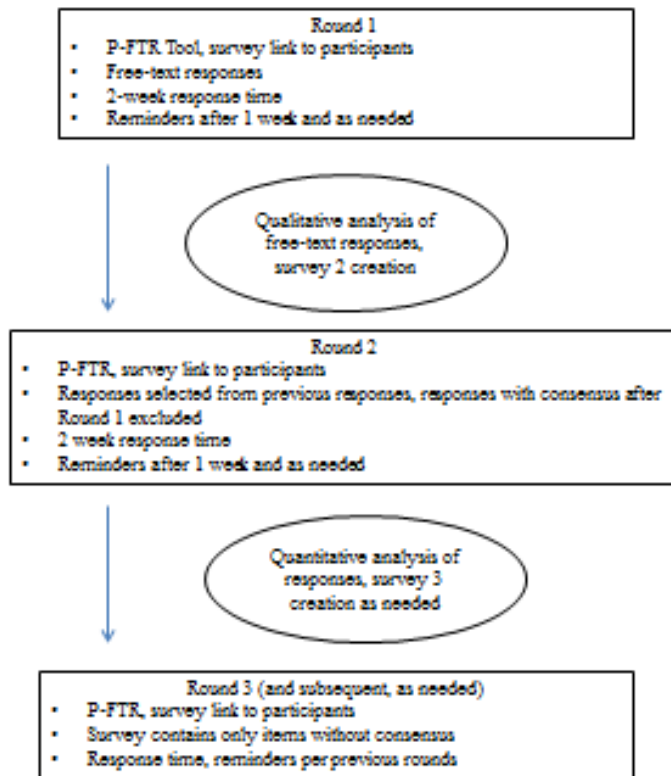 Round 1
• P-FTR Tool, survey link to participants
• Free-text responses
• 2-week response time
• Reminders after 1 week and as needed
Qualitative analysis of
free-text responses,
survey 2 creation
Round 2
• P-FTR, survey link to participants
• Responses selected from previous responses, responses with consensus after
Round 1 excluded
• 2 week response time
• Reminders after 1 week and as needed
Quantitative analysis of
responses, survey 3
creation as needed
Round 3 (and subsequent, as needed)
• P-FTR, survey link to participants
• Survey contains only items without consensus
• Response time, reminders per previous rounds